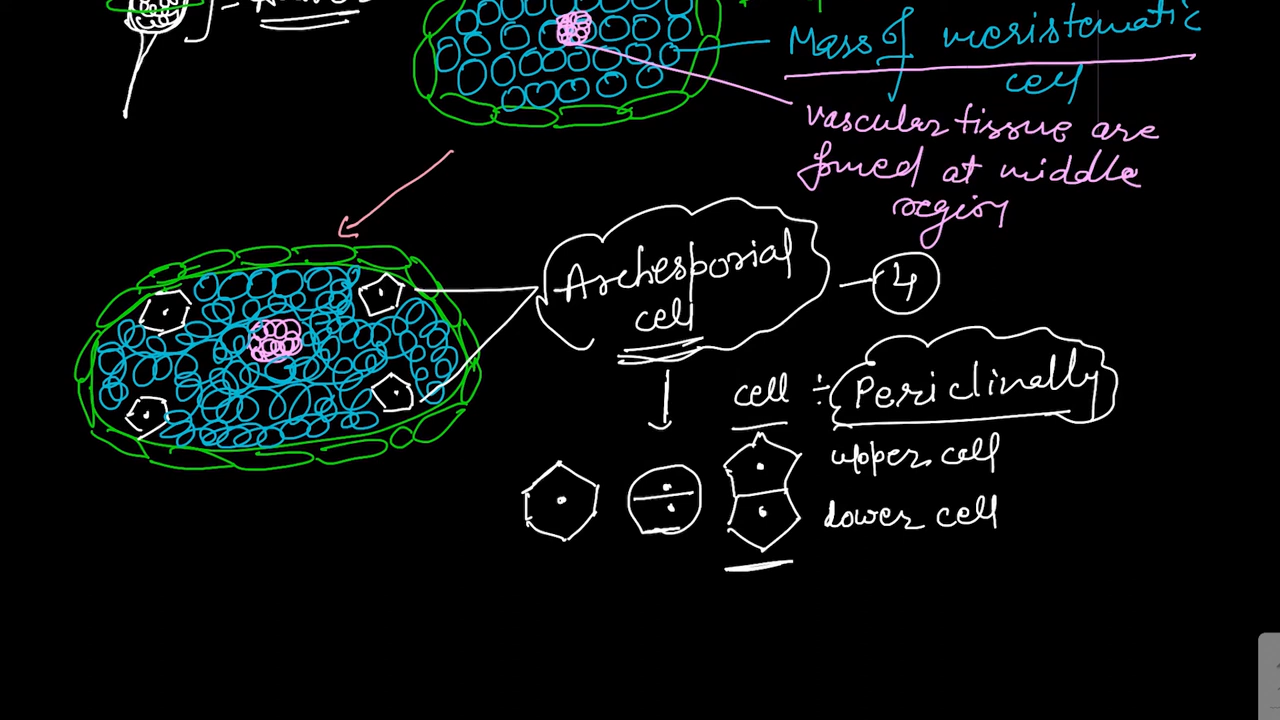 Mass of meristematic
cell
vascular tissue are
formed at middle
region
Archesporial
cell
4
cell ÷ Periclinally
upper cell
lower cell